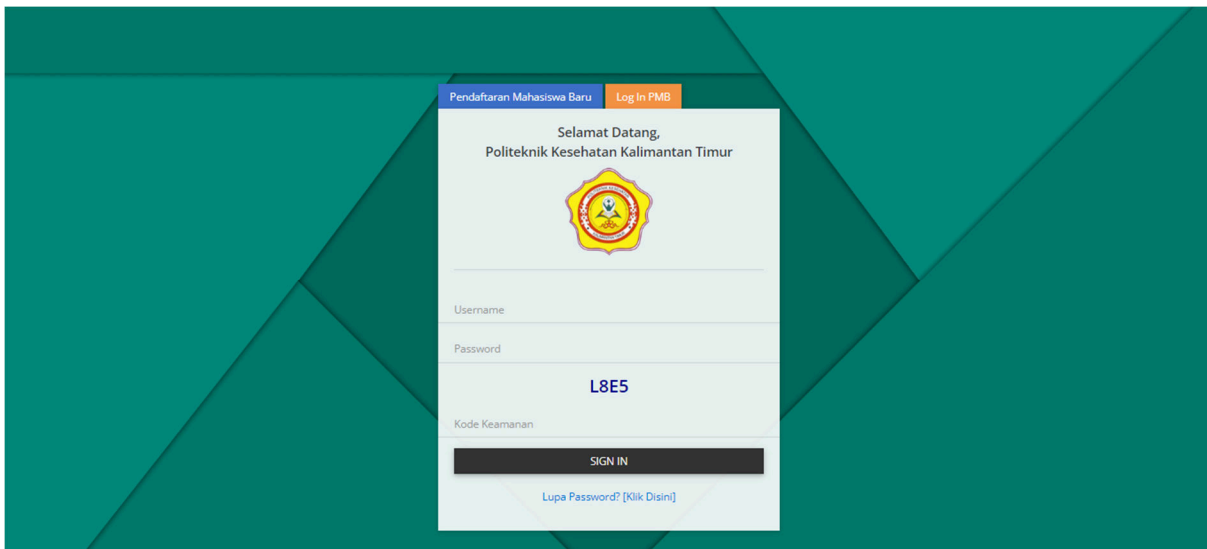 Pendaftaran Mahasiswa Baru
Log In PMB
Selamat Datang,
Politeknik Kesehatan Kalimantan Timur
Username
Password
L8E5
Kode Keamanan
SIGN IN
Lupa Password? [Klik Disini]